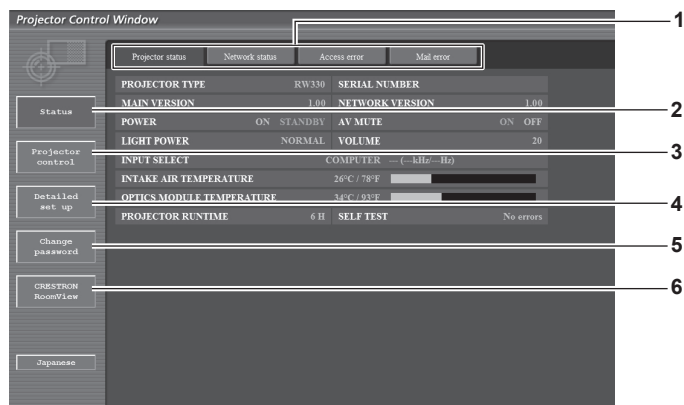 Projector Control Window
1
Projector status Network status Access error Mail error
PROJECTOR TYPE RW330 SERIAL NUMBER
MAIN VERSION 1.00 NETWORK VERSION 1.00
POWER ON STANDBY AV MUTE ON OFF
LIGHT POWER NORMAL VOLUME 20
INPUT SELECT COMPUTER --- (---kHz/---Hz)
INTAKE AIR TEMPERATURE 26°C / 78°F
OPTICS MODULE TEMPERATURE 34°C / 93°F
PROJECTOR RUNTIME 6 H SELF TEST No errors
Status
2
Projector
control
3
Detailed
set up
4
Change
password
5
CRESTRON
RoomView
6
Japanese